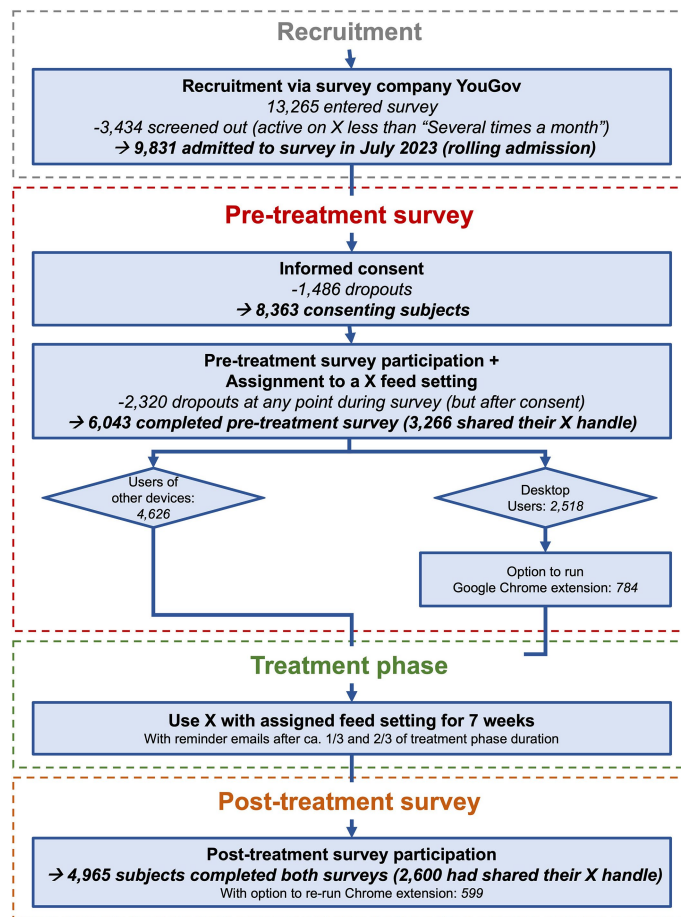 Recruitment
Recruitment via survey company YouGov
13,265 entered survey
-3,434 screened out (active on X less than “Several times a month”)
→ 9,831 admitted to survey in July 2023 (rolling admission)
Pre-treatment survey
Informed consent
-1,486 dropouts
→ 8,363 consenting subjects
Pre-treatment survey participation +
Assignment to a X feed setting
-2,320 dropouts at any point during survey (but after consent)
→ 6,043 completed pre-treatment survey (3,266 shared their X handle)
Users of
other devices:
4,626
Desktop
Users: 2,518
Option to run
Google Chrome extension: 784
Treatment phase
Use X with assigned feed setting for 7 weeks
With reminder emails after ca. 1/3 and 2/3 of treatment phase duration
Post-treatment survey
Post-treatment survey participation
→ 4,965 subjects completed both surveys (2,600 had shared their X handle)
With option to re-run Chrome extension: 599